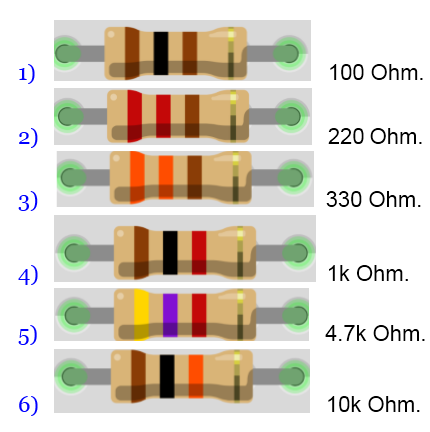 1) 100 Ohm.
2) 220 Ohm.
3) 330 Ohm.
4) 1k Ohm.
5) 4.7k Ohm.
6) 10k Ohm.